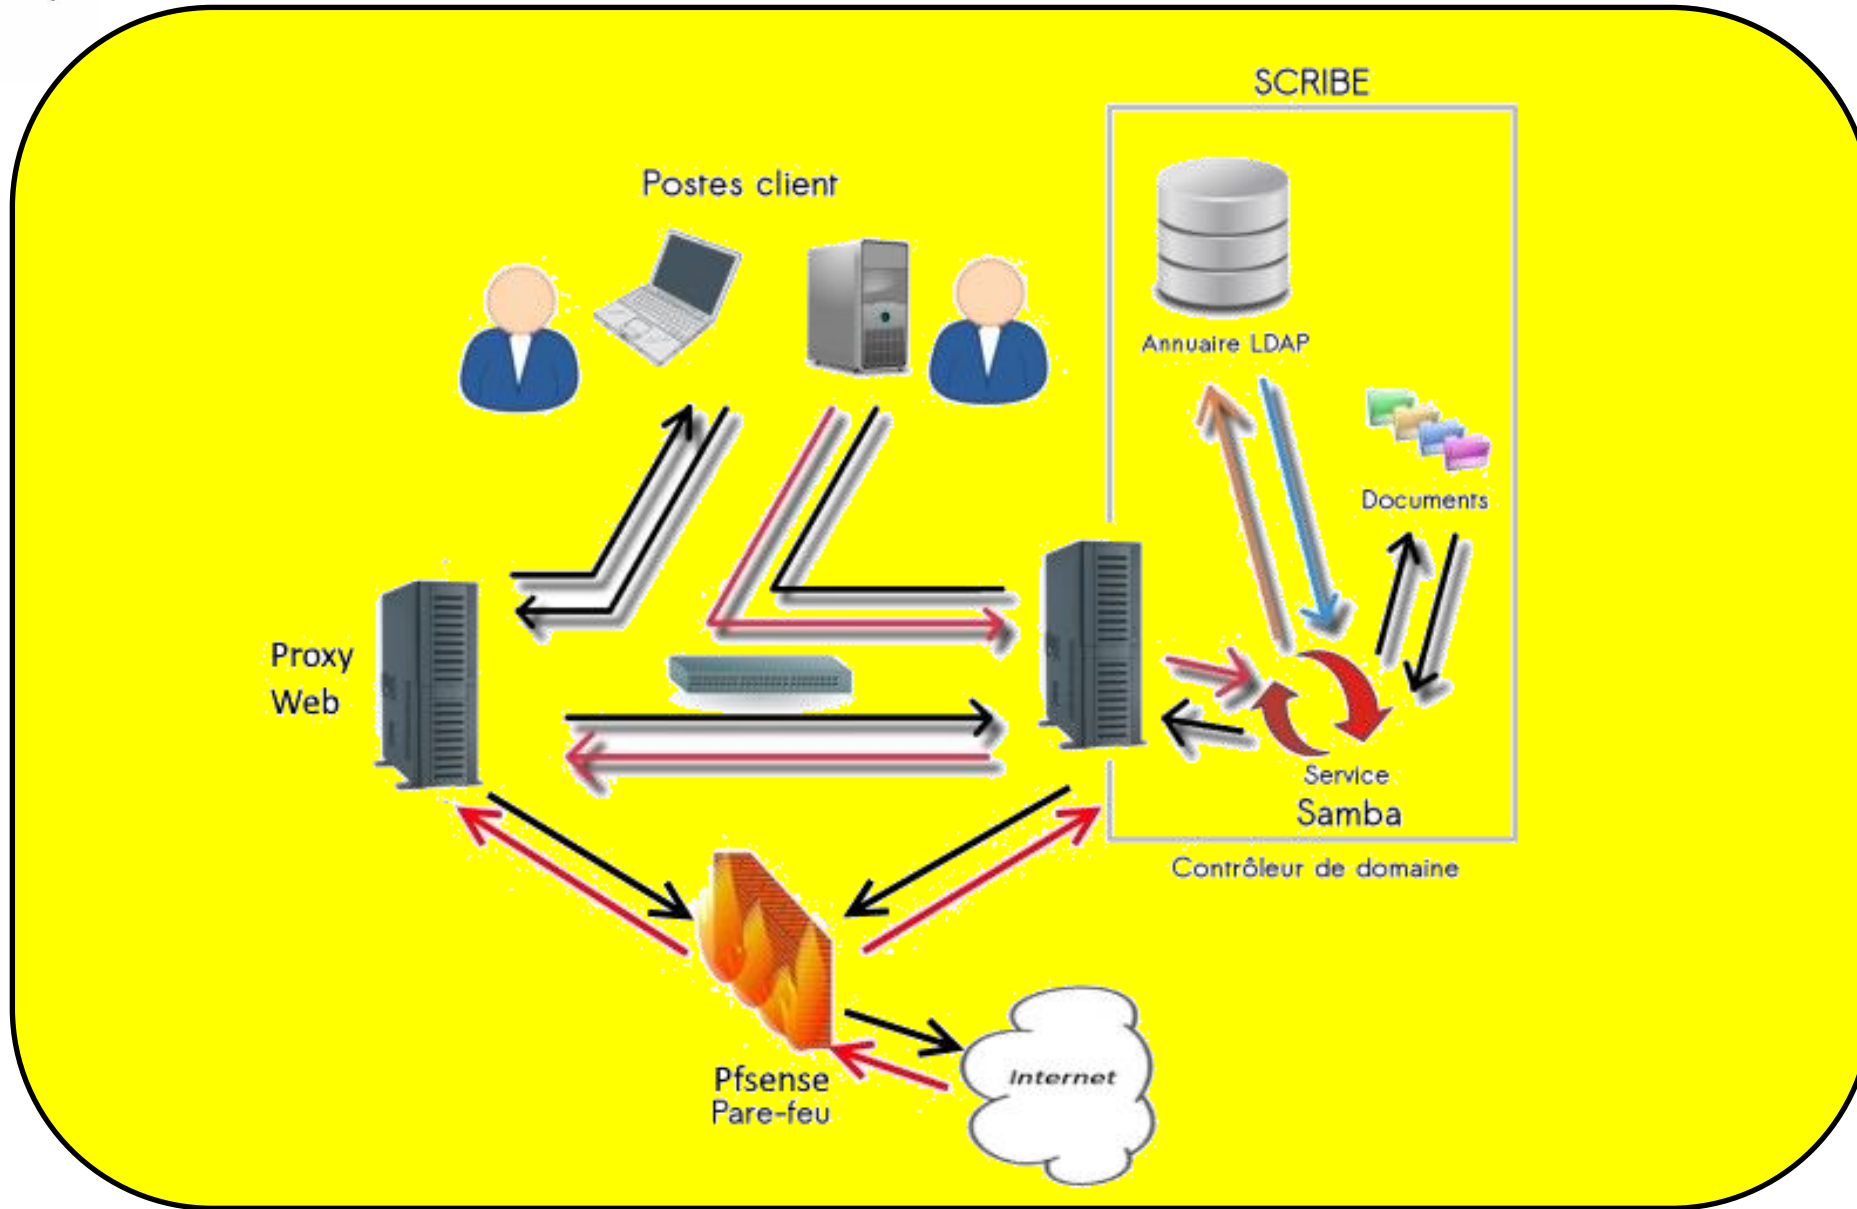 SCRIBE
Postes client
Annuaire LDAP
Documents
Proxy
Web
Service
Samba
Contrôleur de domaine
Pfsense
Pare-feu
Internet